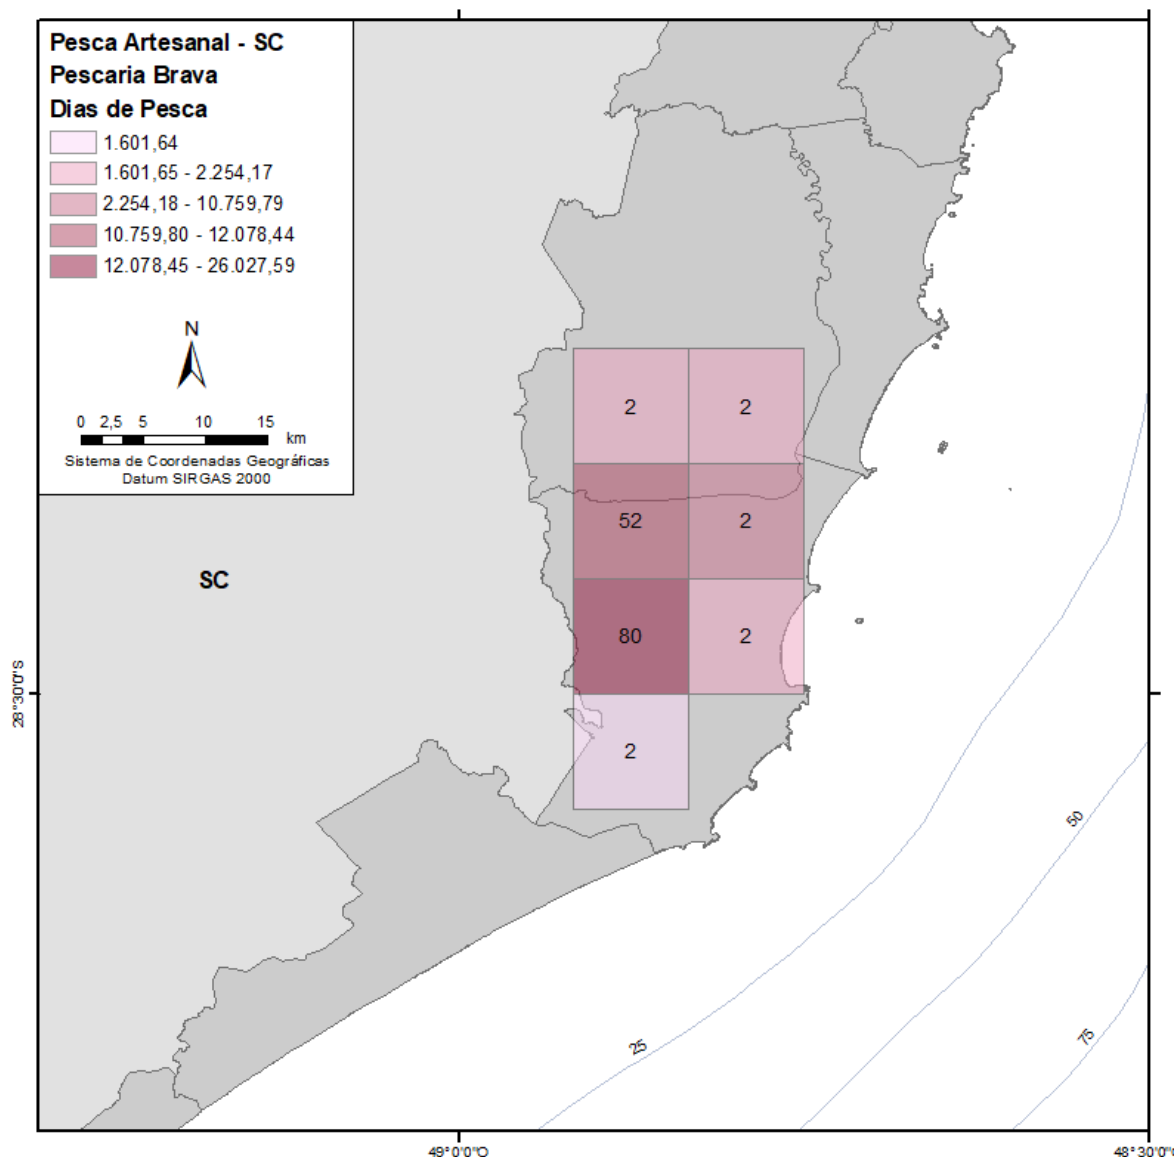 Pesca Artesanal - SC
Pescaria Brava
Dias de Pesca
1.601,64
1.601,65 - 2.254,17
2.254,18 - 10.759,79
10.759,80 - 12.078,44
12.078,45 - 26.027,59
N
0 2,5 5 10 15
km
Sistema de Coordenadas Geográficas
Datum SIRGAS 2000
2 2
52 2
SC
80 2
28°30'0"S
2
50
75
25
49°0'0"O
48°30'0"O